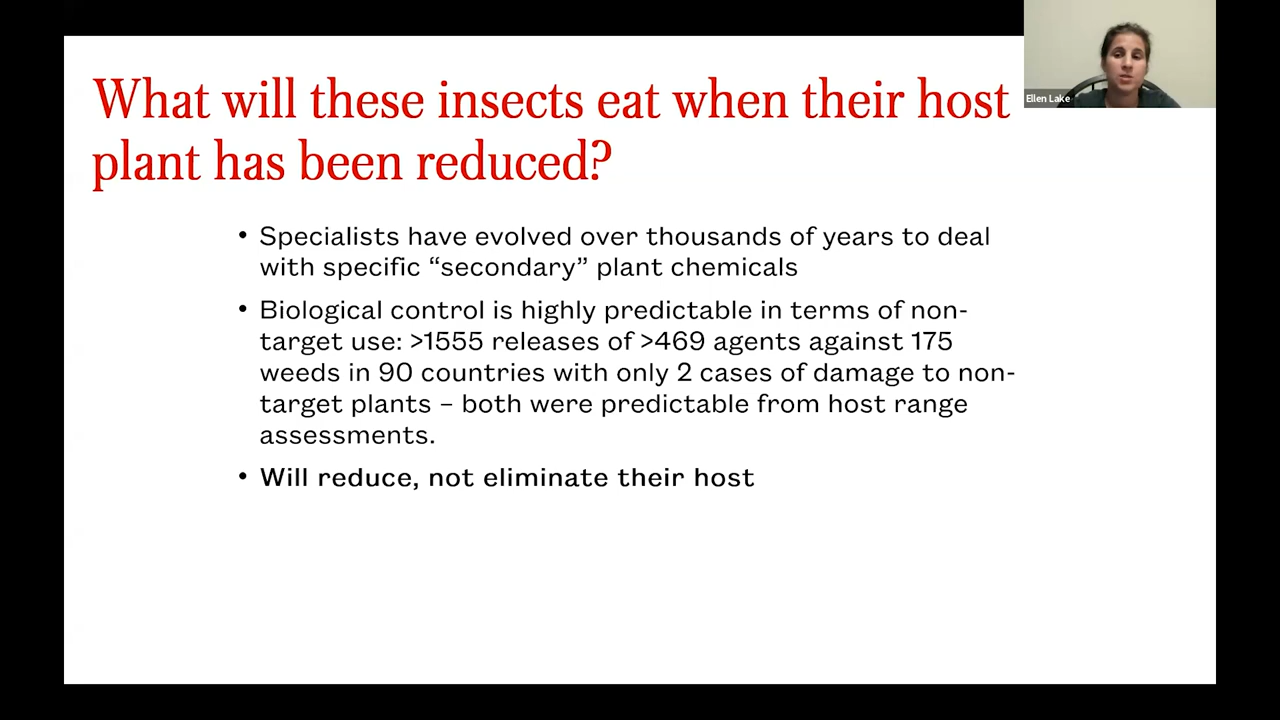 What will these insects eat when their host
plant has been reduced?
Ellen Lake
• Specialists have evolved over thousands of years to deal
with specific “secondary” plant chemicals
• Biological control is highly predictable in terms of non-
target use: >1555 releases of >469 agents against 175
weeds in 90 countries with only 2 cases of damage to non-
target plants – both were predictable from host range
assessments.
• Will reduce, not eliminate their host